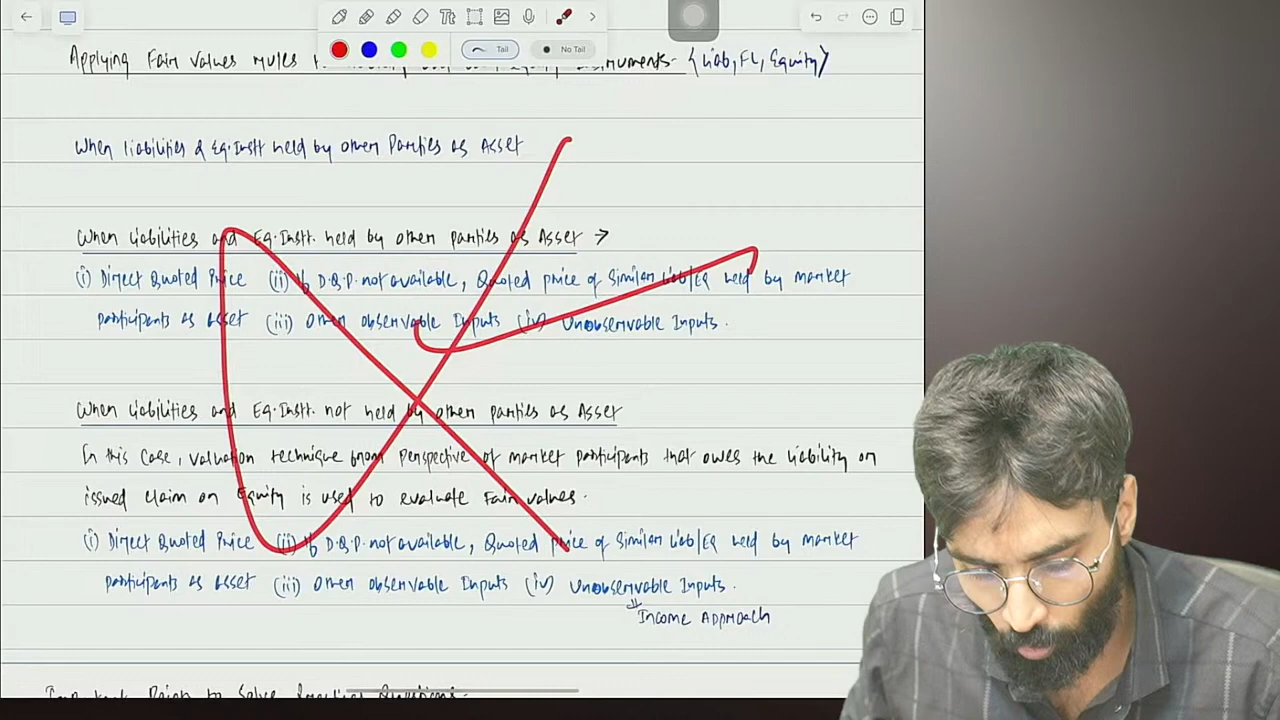 Tail
No Tail
Applying Fair Values Rules {Liab, FL, Equity}
When liabilities & Eq. Instt held by other Parties as Asset
When liabilities and Eq. Instt. held by other parties as Asset →
(i) Direct Quoted Price (ii) If D.Q.P. not available, Quoted price of Similar Liab/EQ held by market
participants as asset (iii) Other observable Inputs (iv) Unobservable Inputs.
When liabilities and Eq. Instt. not held by other parties as Asset
In this case, valuation technique from perspective of market participants that owes the liability or
issued claim on Equity is used to evaluate Fair values.
(i) Direct Quoted Price (ii) If D.Q.P. not available, Quoted price of Similar Liab/EQ held by market
participants as asset (iii) Other observable Inputs (iv) Unobservable Inputs.
Income Approach
to Solve Practical Questions-